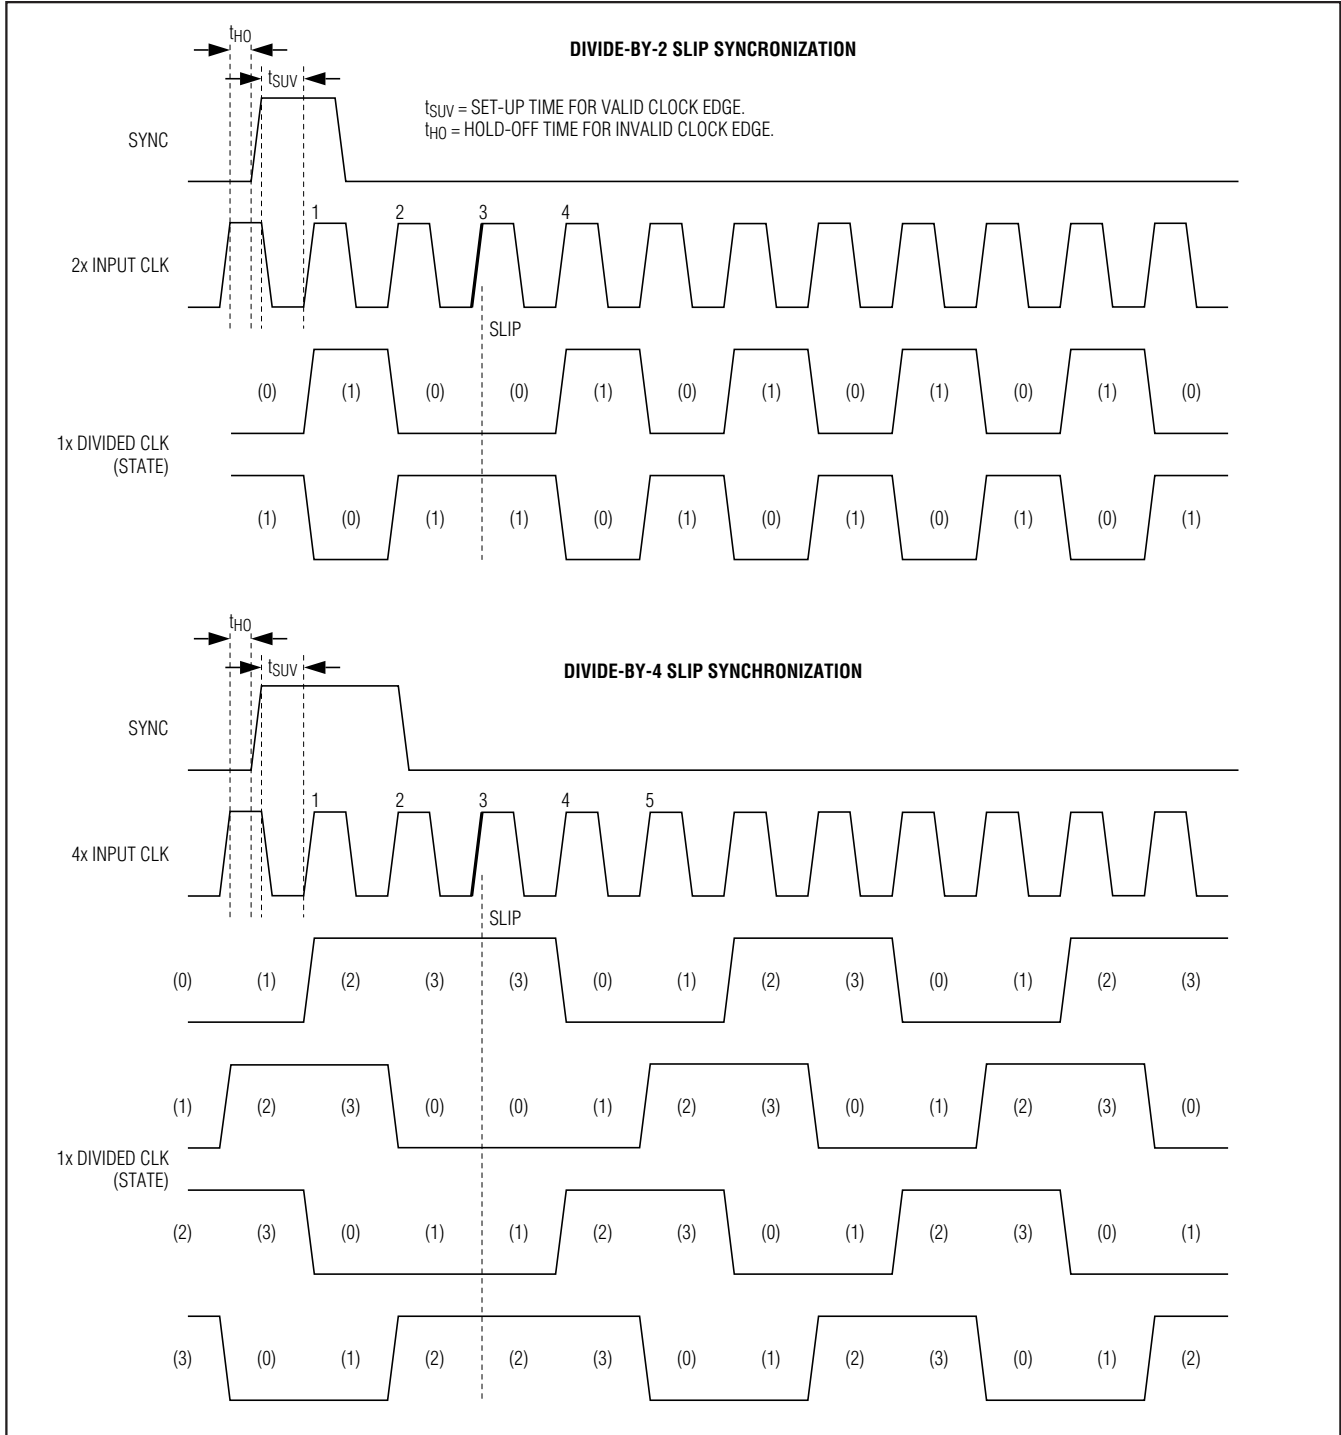 tHO
DIVIDE-BY-2 SLIP SYNCRONIZATION
tSUV
tSUV = SET-UP TIME FOR VALID CLOCK EDGE.
tHO = HOLD-OFF TIME FOR INVALID CLOCK EDGE.
SYNC
1 2 3 4
2x INPUT CLK
SLIP
(0) (1) (0) (0) (1) (0) (1) (0) (1) (0) (1) (0)
1x DIVIDED CLK
(STATE)
(1) (0) (1) (1) (0) (1) (0) (1) (0) (1) (0) (1)
tHO
tSUV
DIVIDE-BY-4 SLIP SYNCHRONIZATION
SYNC
1 2 3 4 5
4x INPUT CLK
SLIP
(0) (1) (2) (3) (3) (0) (1) (2) (3) (0) (1) (2) (3)
(1) (2) (3) (0) (0) (1) (2) (3) (0) (1) (2) (3) (0)
1x DIVIDED CLK
(STATE)
(2) (3) (0) (1) (1) (2) (3) (0) (1) (2) (3) (0) (1)
(3) (0) (1) (2) (2) (3) (0) (1) (2) (3) (0) (1) (2)